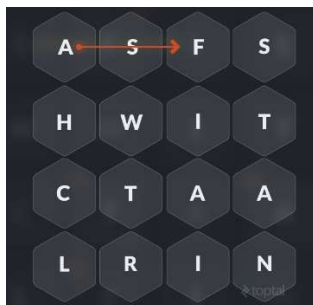 A S F S
H W I T
C T A A
L R I N
toptal